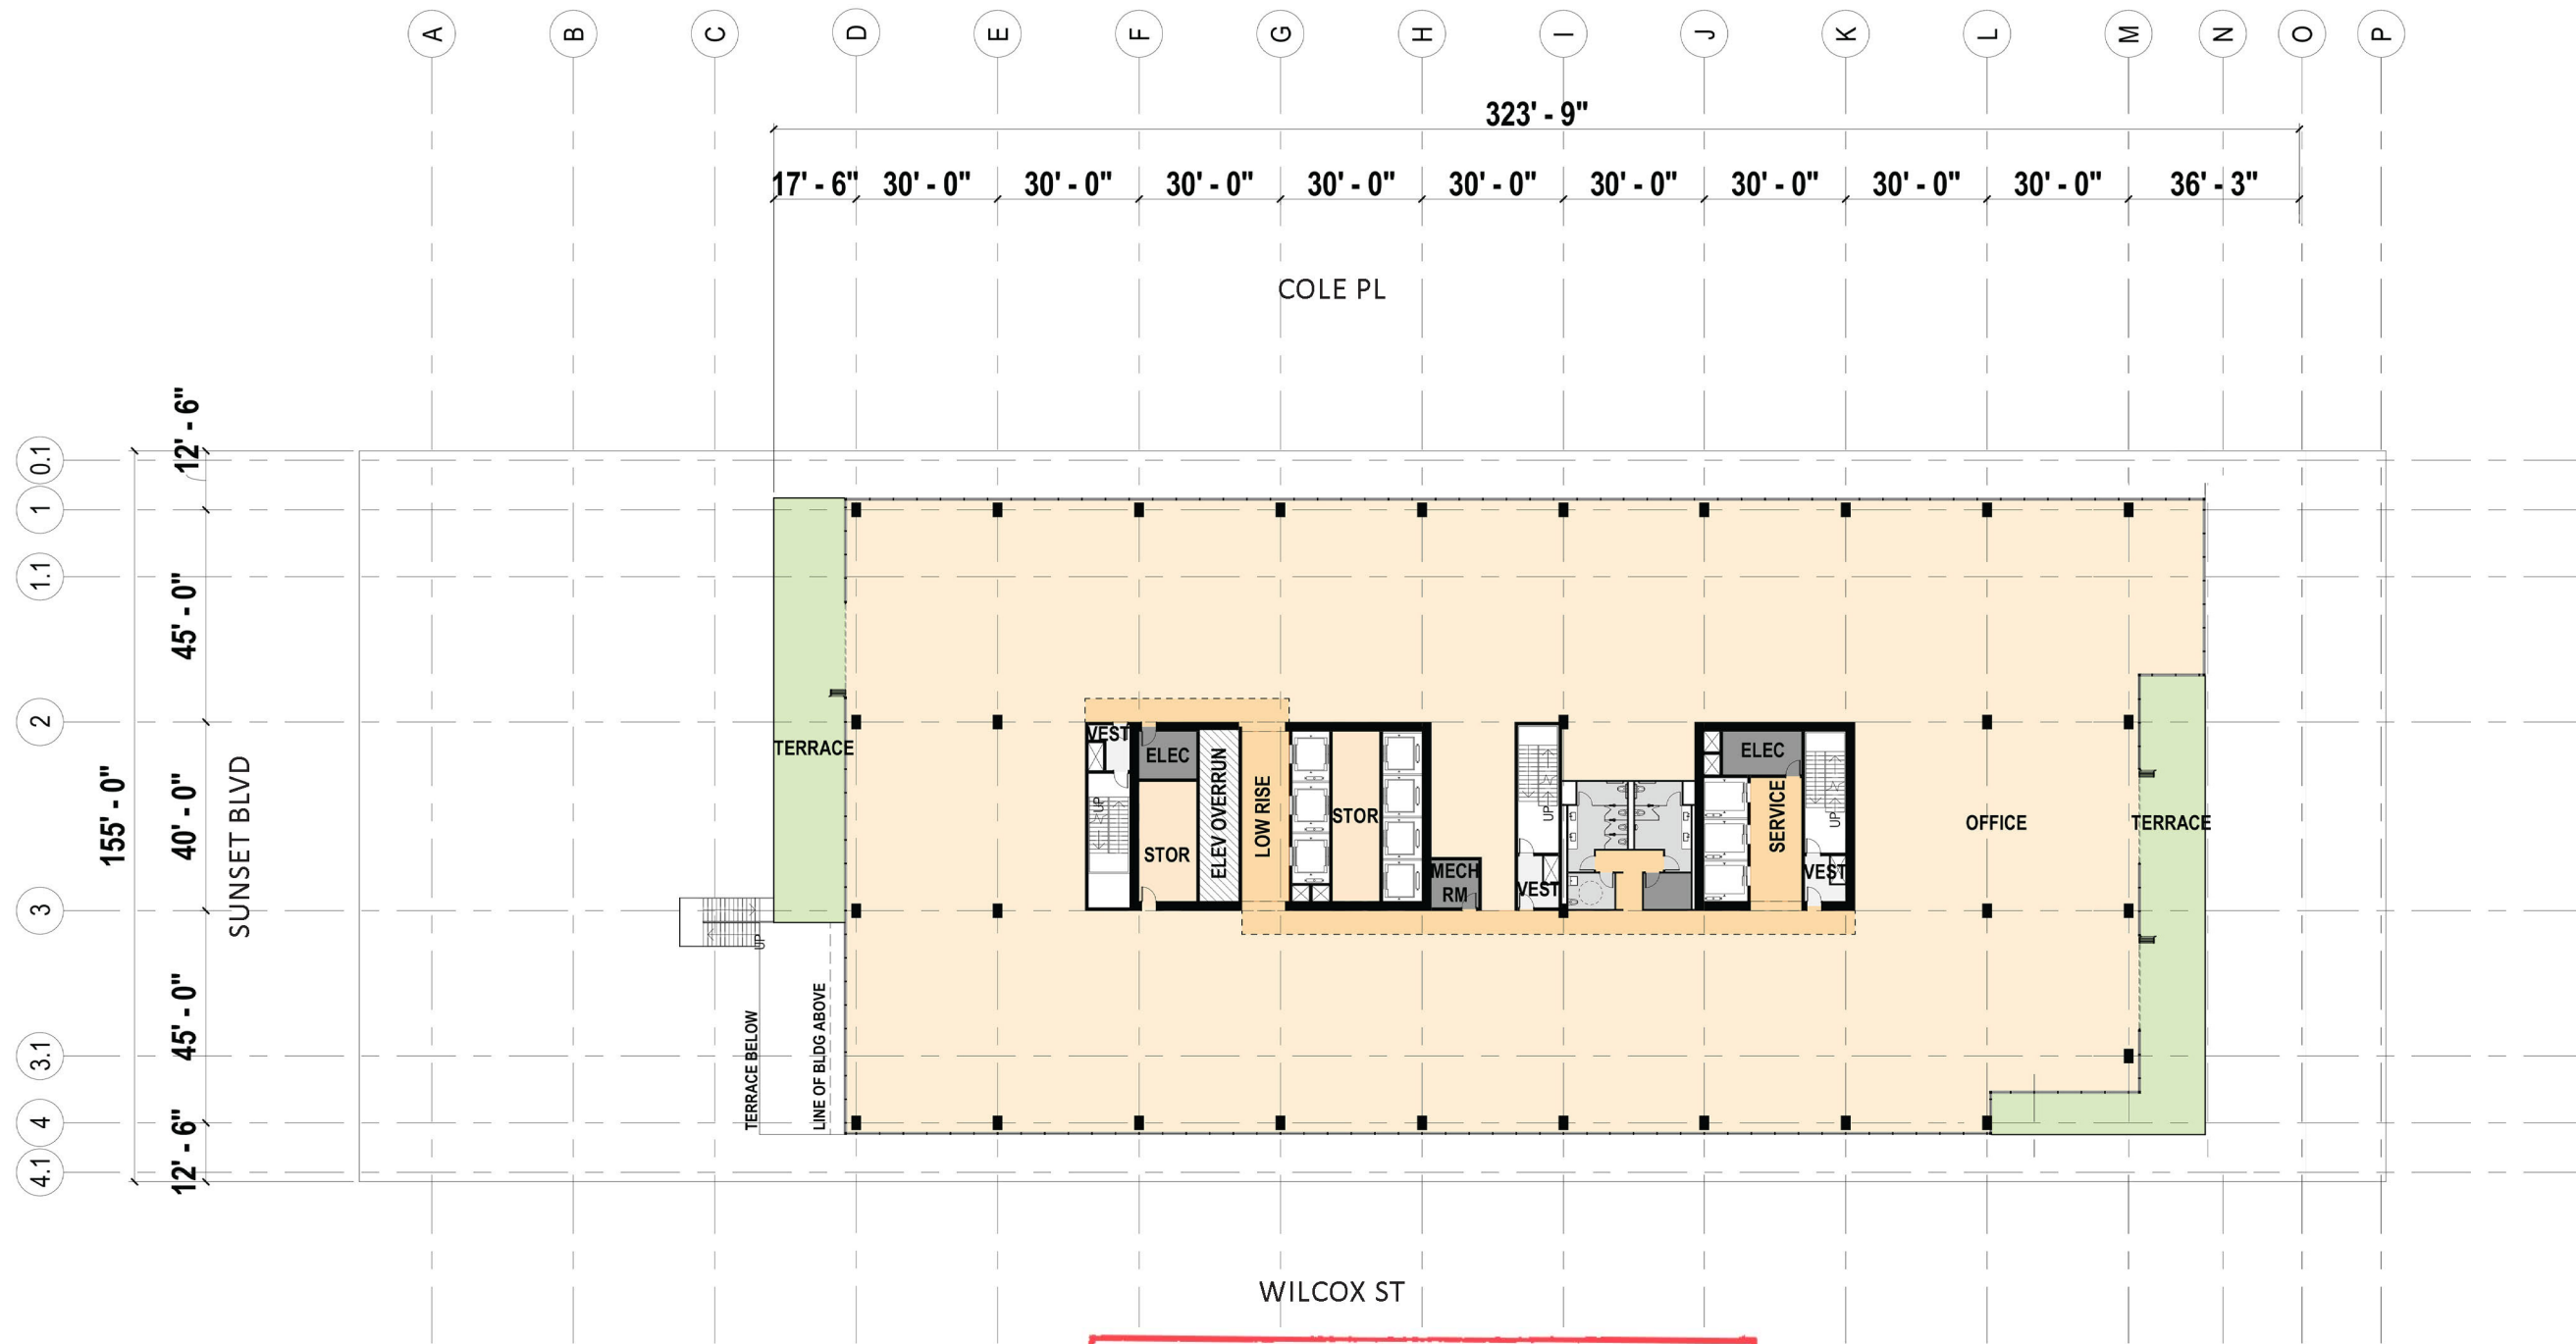 A B C D E F G H I J K L M N O P
323' - 9"
17' - 6" 30' - 0" 30' - 0" 30' - 0" 30' - 0" 30' - 0" 30' - 0" 30' - 0" 30' - 0" 30' - 0" 36' - 3"
COLE PL
0.1
1
1.1
2
3
3.1
4
4.1
155' - 0"
12' - 6"
45' - 0"
40' - 0"
45' - 0"
12' - 6"
SUNSET BLVD
TERRACE
VEST
UP
ELEC
STOR
ELEV OVERRUN
LOW RISE
STOR
MECH
RM
UP
VEST
ELEC
SERVICE
UP
VEST
OFFICE
TERRACE
UP
TERRACE BELOW
LINE OF BLDG ABOVE
WILCOX ST